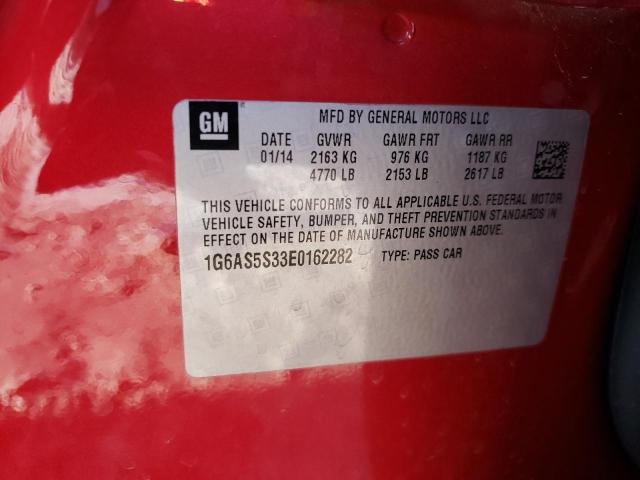 GM
MFD BY GENERAL MOTORS LLC
DATE GVWR GAWR FRT GAWR RR
01/14 2163 KG 976 KG 1187 KG
4770 LB 2153 LB 2617 LB
THIS VEHICLE CONFORMS TO ALL APPLICABLE U.S. FEDERAL MOTOR
VEHICLE SAFETY, BUMPER, AND THEFT PREVENTION STANDARDS IN
EFFECT ON THE DATE OF MANUFACTURE SHOWN ABOVE.
1G6AS5S33E0162282 TYPE: PASS CAR